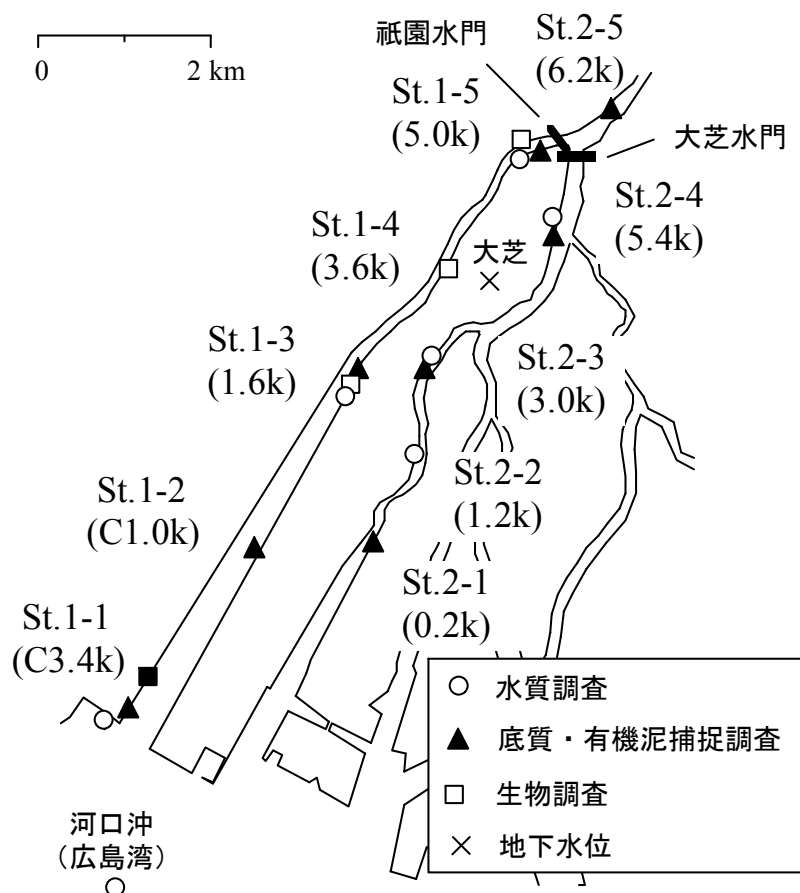 0
2 km
祇園水門
St.2-5
(6.2k)
St.1-5
(5.0k)
大芝水門
St.2-4
(5.4k)
St.1-4
(3.6k)
大芝
St.1-3
(1.6k)
St.2-3
(3.0k)
St.1-2
(C1.0k)
St.2-2
(1.2k)
St.2-1
(0.2k)
St.1-1
(C3.4k)
水質調査
底質・有機泥捕捉調査
生物調査
地下水位
河口沖
(広島湾)